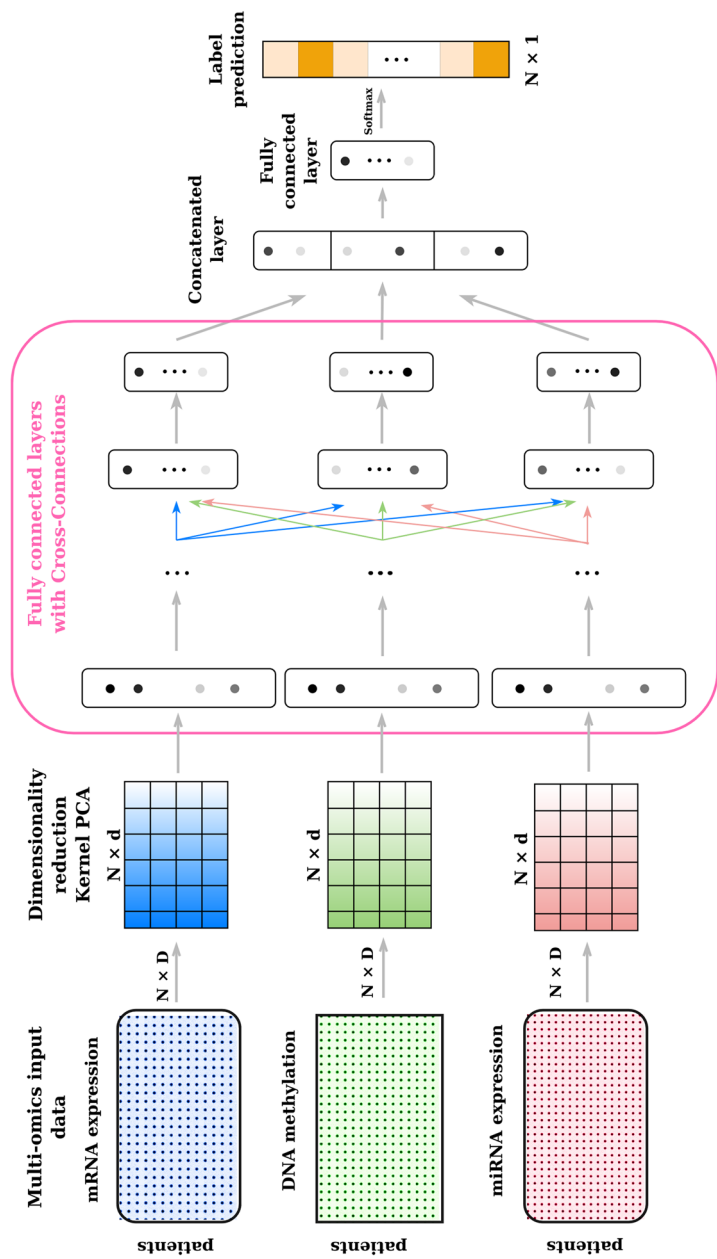 Multi-omics input
data
mRNA expression
patients
N × D
DNA methylation
patients
N × D
miRNA expression
patients
N × D
Dimensionality
reduction
Kernel PCA
N × d
N × d
N × d
Fully connected layers
with Cross-Connections
...
...
...
...
...
...
...
...
...
Concatenated
layer
Fully
connected
layer
...
Softmax
Label
prediction
...
N × 1